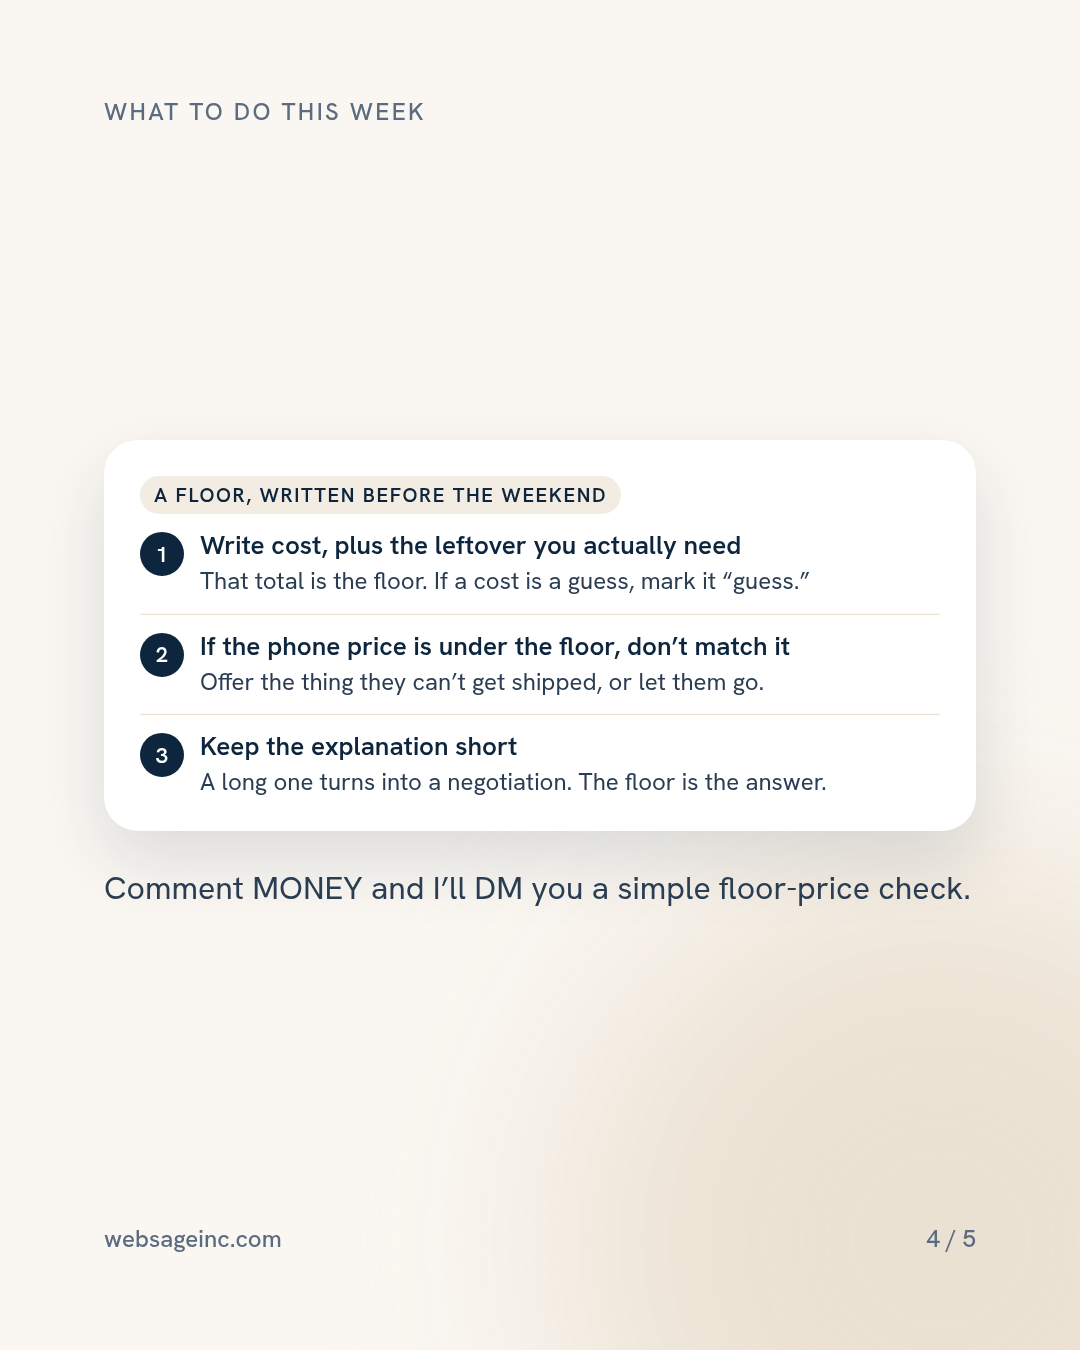 WHAT TO DO THIS WEEK
A FLOOR, WRITTEN BEFORE THE WEEKEND
1
Write cost, plus the leftover you actually need
That total is the floor. If a cost is a guess, mark it “guess.”
2
If the phone price is under the floor, don’t match it
Offer the thing they can’t get shipped, or let them go.
3
Keep the explanation short
A long one turns into a negotiation. The floor is the answer.
Comment MONEY and I’ll DM you a simple floor-price check.
websageinc.com
4 / 5